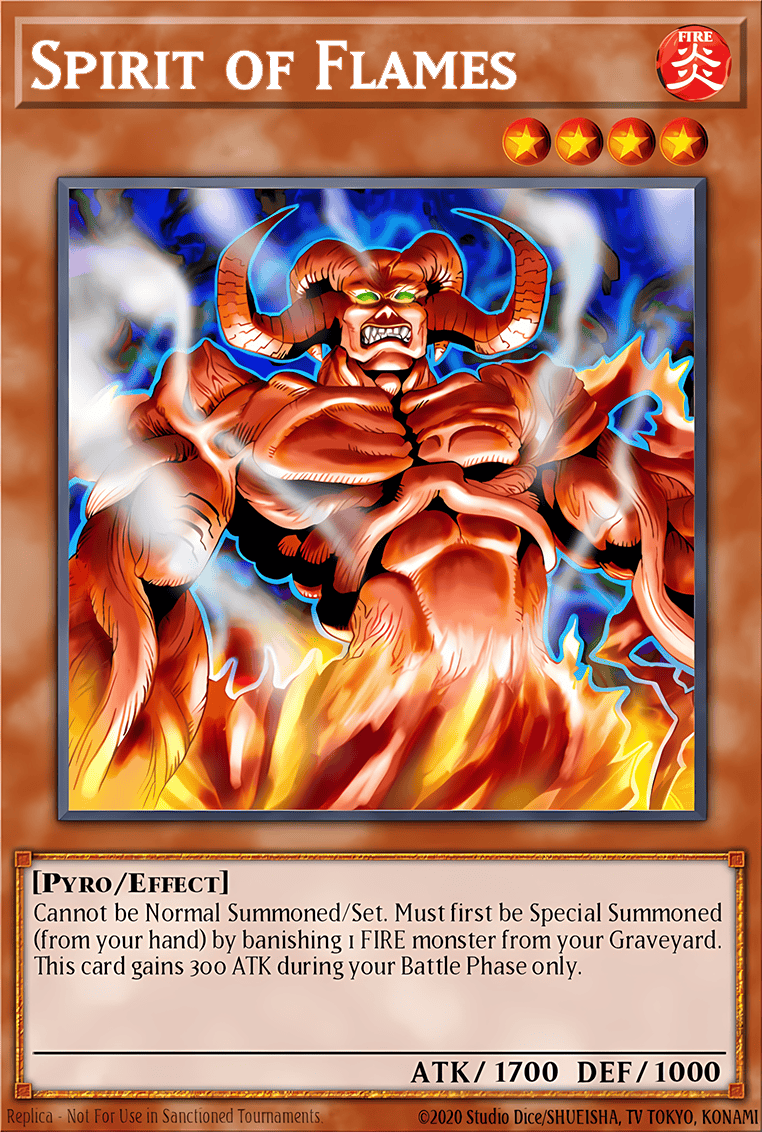 Spirit of Flames
FIRE
炎
[Pyro/Effect]
Cannot be Normal Summoned/Set. Must first be Special Summoned
(from your hand) by banishing 1 FIRE monster from your Graveyard.
This card gains 300 ATK during your Battle Phase only.
ATK/ 1700 DEF/1000
Replica - Not For Use in Sanctioned Tournaments.
©2020 Studio Dice/SHUEISHA, TV TOKYO, KONAMI